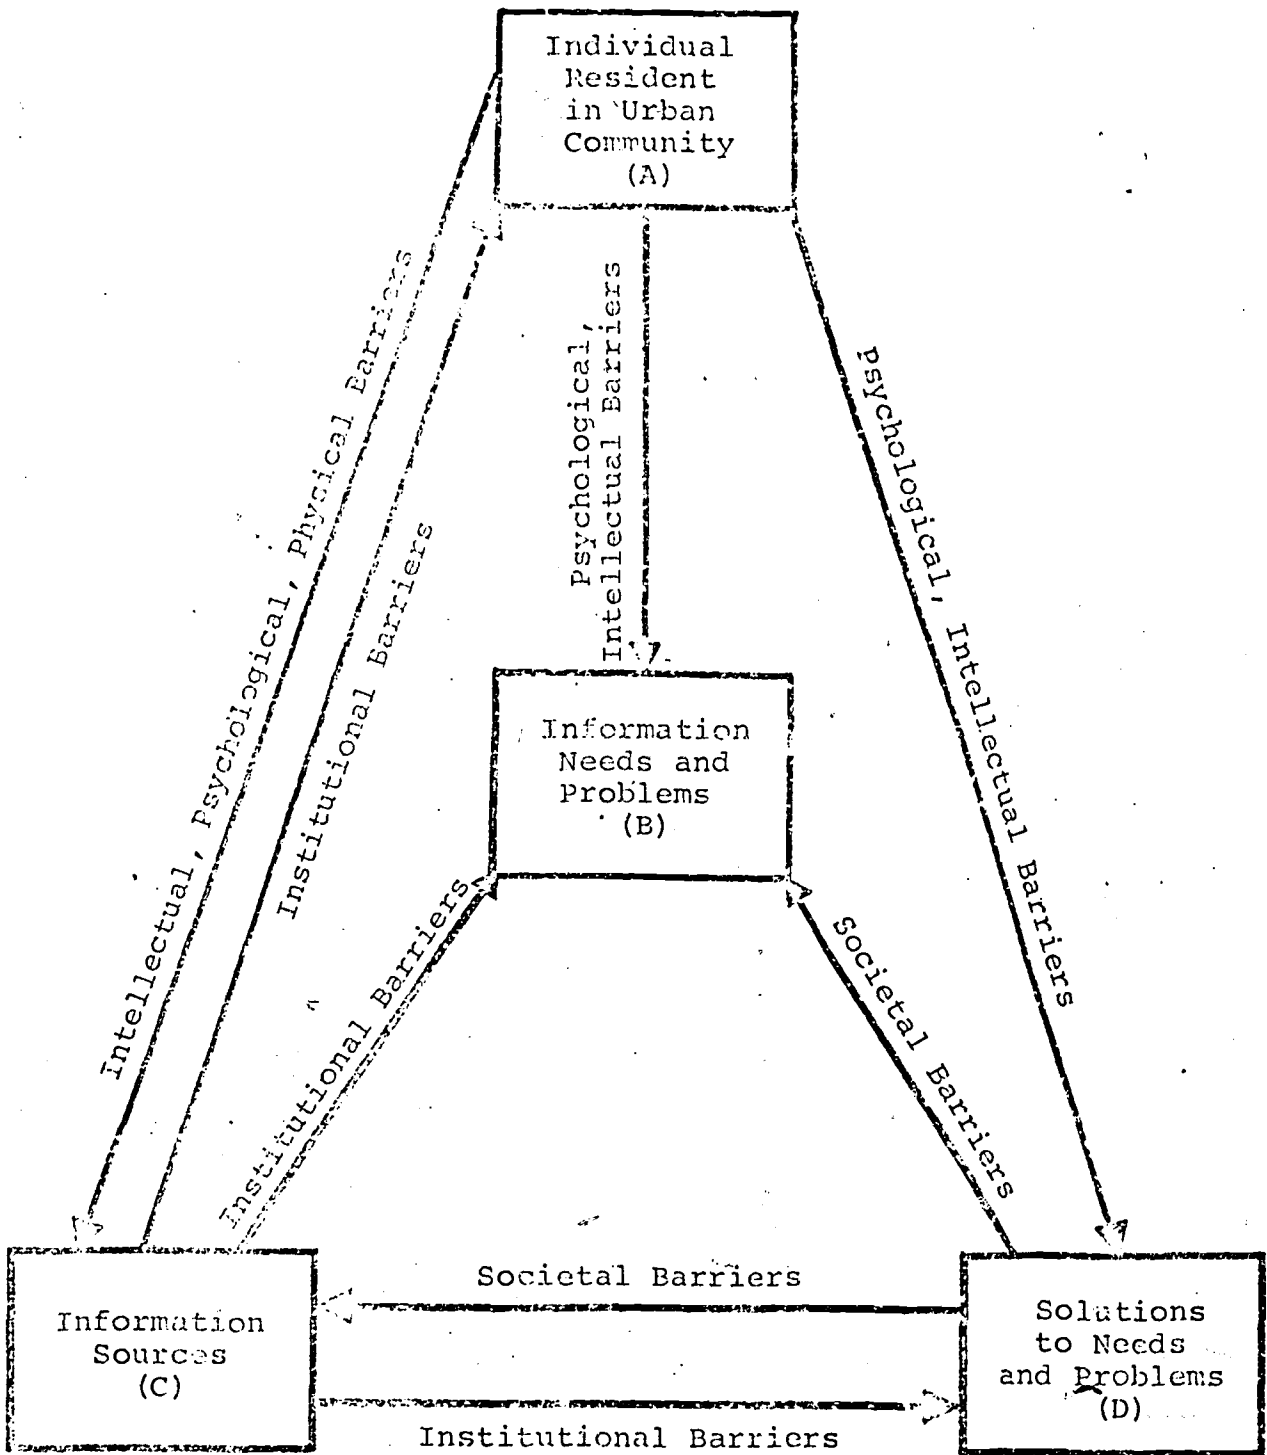 Individual
Resident
in Urban
Community
(A)
Intellectual, Psychological, Physical Barriers
Institutional Barriers
Psychological,
Intellectual Barriers
Psychological, Intellectual Barriers
Information
Needs and
Problems
(B)
Institutional Barriers
Societal Barriers
Societal Barriers
Information
Sources
(C)
Solutions
to Needs
and Problems
(D)
Institutional Barriers